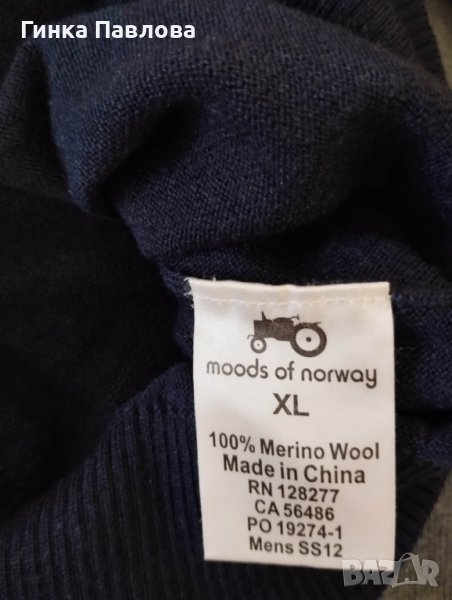 Гинка Павлова
moods of norway
XL
100% Merino Wool
Made in China
RN 128277
CA 56486
PO 19274-1
Mens SS12
BAZAR